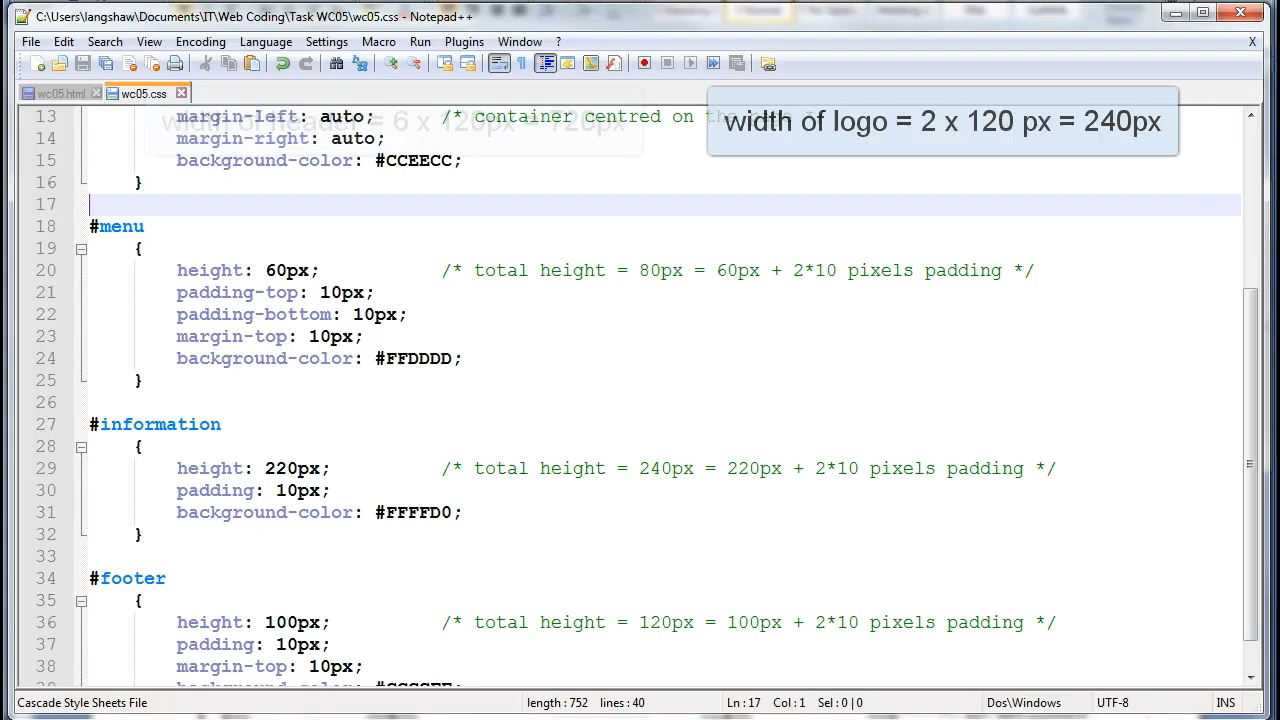 C:\Users\langshaw\Documents\IT\Web Coding\Task WC05\wc05.css - Notepad++
File Edit Search View Encoding Language Settings Macro Run Plugins Window ? X
wc05.html wc05.css
width of header = 6 x 120px = 720px
width of logo = 2 x 120 px = 240px
13 margin-left: auto; /* container centred on the
14 margin-right: auto;
15 background-color: #CCEECC;
16 }
17
18 #menu
19 {
20 height: 60px; /* total height = 80px = 60px + 2*10 pixels padding */
21 padding-top: 10px;
22 padding-bottom: 10px;
23 margin-top: 10px;
24 background-color: #FFDDDD;
25 }
26
27 #information
28 {
29 height: 220px; /* total height = 240px = 220px + 2*10 pixels padding */
30 padding: 10px;
31 background-color: #FFFFD0;
32 }
33
34 #footer
35 {
36 height: 100px; /* total height = 120px = 100px + 2*10 pixels padding */
37 padding: 10px;
38 margin-top: 10px;
Cascade Style Sheets File length : 752 lines : 40 Ln : 17 Col : 1 Sel : 0 | 0 Dos\Windows UTF-8 INS